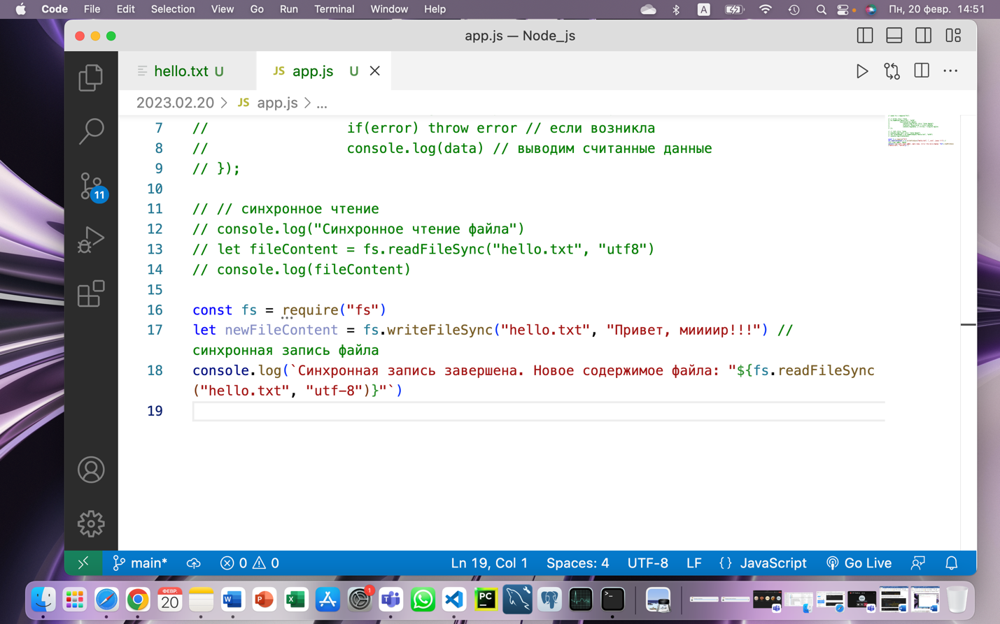 Code File Edit Selection View Go Run Terminal Window Help A Пн, 20 февр. 14:51
app.js — Node_js
hello.txt U JS app.js U
2023.02.20 > JS app.js > ...
7 // if(error) throw error // если возникла
8 // console.log(data) // выводим считанные данные
9 // });
10
11 // // синхронное чтение
12 // console.log("Синхронное чтение файла")
13 // let fileContent = fs.readFileSync("hello.txt", "utf8")
14 // console.log(fileContent)
15
16 const fs = require("fs")
17 let newFileContent = fs.writeFileSync("hello.txt", "Привет, миииир!!!") //
синхронная запись файла
18 console.log(`Синхронная запись завершена. Новое содержимое файла: "${fs.readFileSync
("hello.txt", "utf-8")}"`)
19
11
main* 0 0 Ln 19, Col 1 Spaces: 4 UTF-8 LF {} JavaScript Go Live
ФЕВР.
20
W P X 1 PC